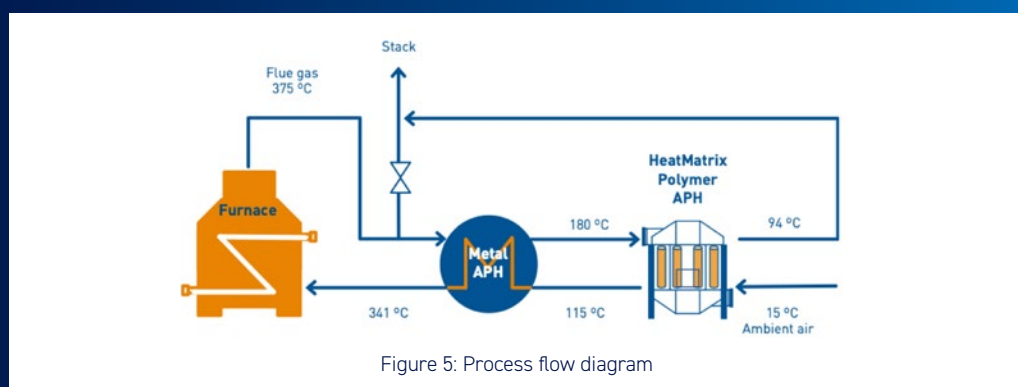 Stack
Flue gas
375 ºC
HeatMatrix
Polymer
APH
Furnace
180 ºC
94 ºC
Metal
APH
341 ºC
115 ºC
15 ºC
Ambient air
Figure 5: Process flow diagram